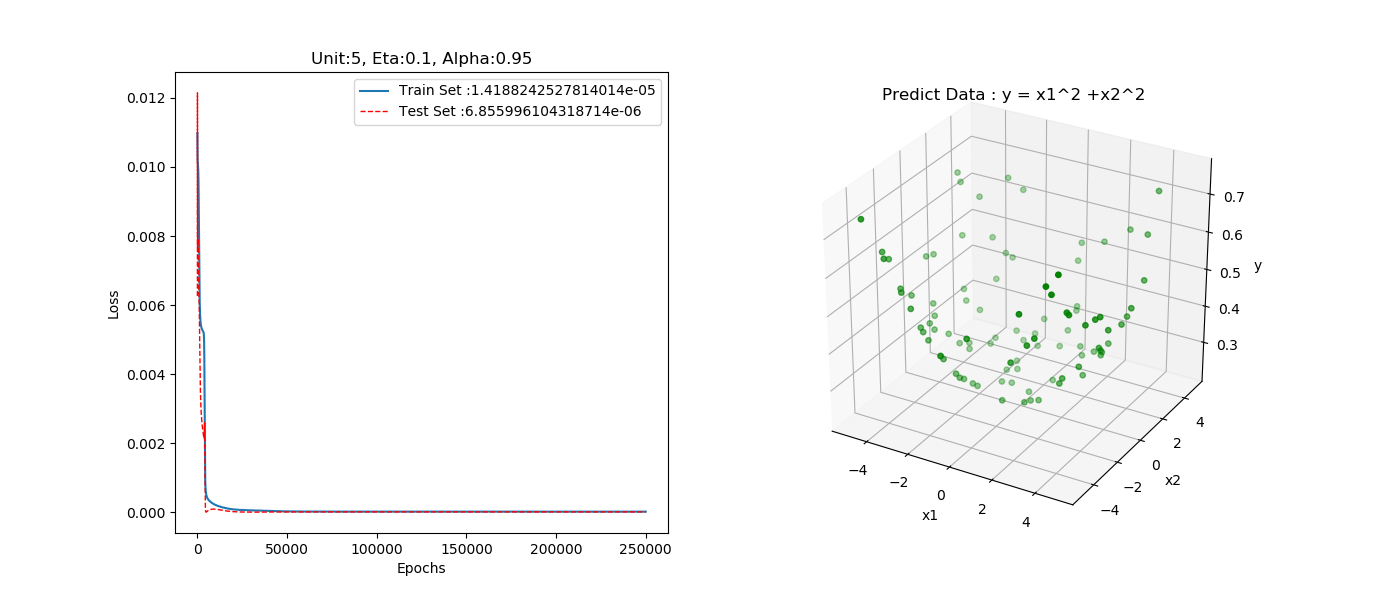 Unit:5, Eta:0.1, Alpha:0.95
Train Set :1.4188242527814014e-05
Test Set :6.855996104318714e-06
0.012
0.010
0.008
0.006
0.004
0.002
0.000
Loss
0 50000 100000 150000 200000 250000
Epochs
Predict Data : y = x1^2 +x2^2
0.7
0.6
0.5
0.4
0.3
y
4
2
0
−2
−4
x2
−4
−2
0
2
4
x1